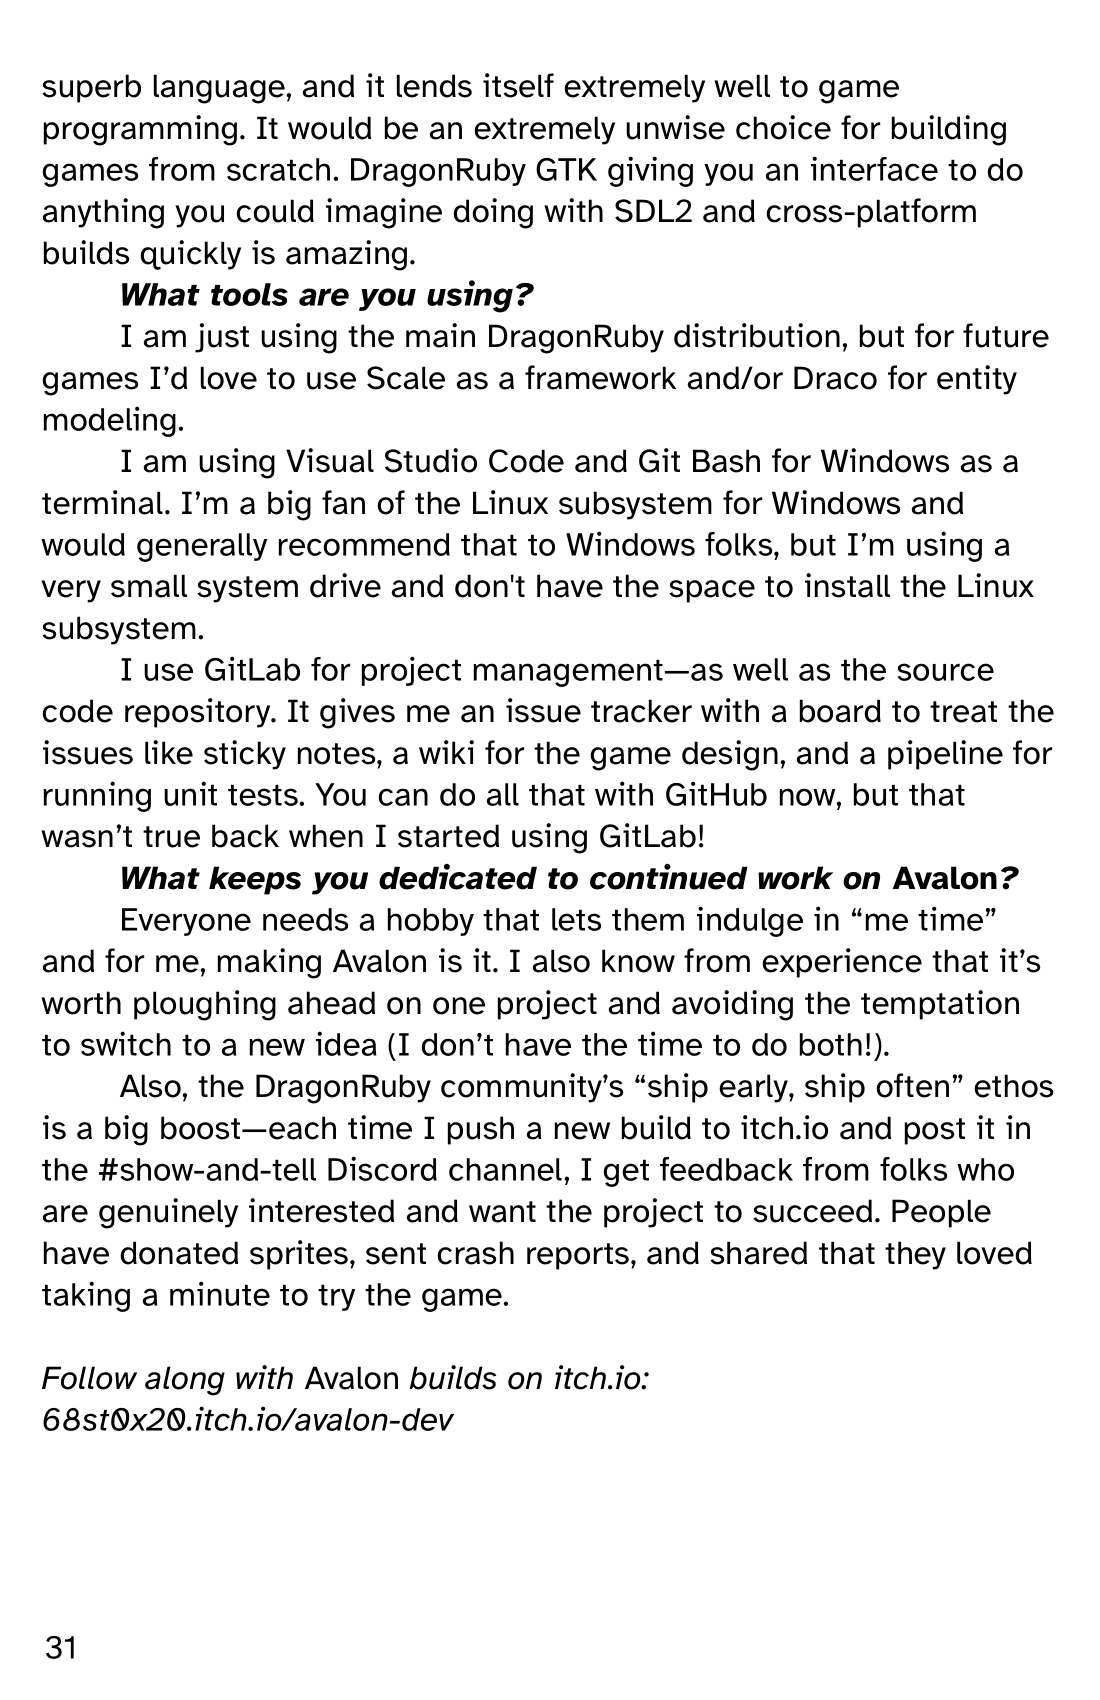 superb language, and it lends itself extremely well to game
programming. It would be an extremely unwise choice for building
games from scratch. DragonRuby GTK giving you an interface to do
anything you could imagine doing with SDL2 and cross-platform
builds quickly is amazing.
What tools are you using?
I am just using the main DragonRuby distribution, but for future
games I’d love to use Scale as a framework and/or Draco for entity
modeling.
I am using Visual Studio Code and Git Bash for Windows as a
terminal. I’m a big fan of the Linux subsystem for Windows and
would generally recommend that to Windows folks, but I’m using a
very small system drive and don't have the space to install the Linux
subsystem.
I use GitLab for project management—as well as the source
code repository. It gives me an issue tracker with a board to treat the
issues like sticky notes, a wiki for the game design, and a pipeline for
running unit tests. You can do all that with GitHub now, but that
wasn’t true back when I started using GitLab!
What keeps you dedicated to continued work on Avalon?
Everyone needs a hobby that lets them indulge in “me time”
and for me, making Avalon is it. I also know from experience that it’s
worth ploughing ahead on one project and avoiding the temptation
to switch to a new idea (I don’t have the time to do both!).
Also, the DragonRuby community’s “ship early, ship often” ethos
is a big boost—each time I push a new build to itch.io and post it in
the #show-and-tell Discord channel, I get feedback from folks who
are genuinely interested and want the project to succeed. People
have donated sprites, sent crash reports, and shared that they loved
taking a minute to try the game.
Follow along with Avalon builds on itch.io:
68st0x20.itch.io/avalon-dev
31